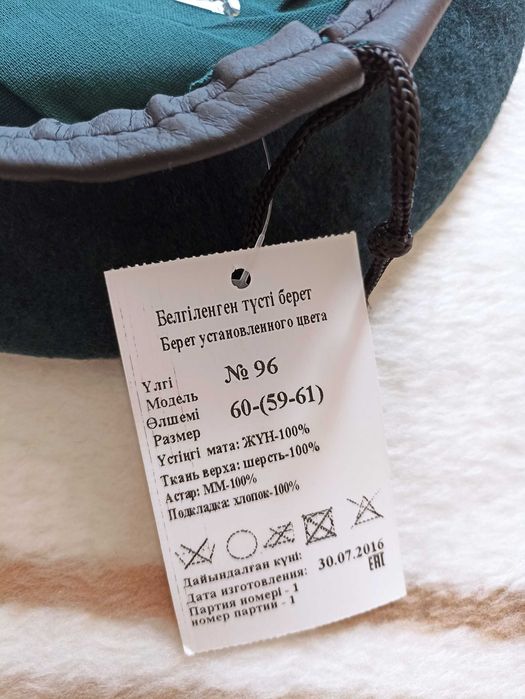 Белгіленген түсті берет
Берет установленного цвета
Үлгі
Модель № 96
Өлшемі
Размер 60-(59-61)
Үстіңгі мата: ЖҮН-100%
Ткань верха: шерсть-100%
Астар: ММ-100%
Подкладка: хлопок-100%
Дайындалған күні:
Дата изготовления: 30.07.2016
Партия номері - 1 ЕАС
номер партии - 1